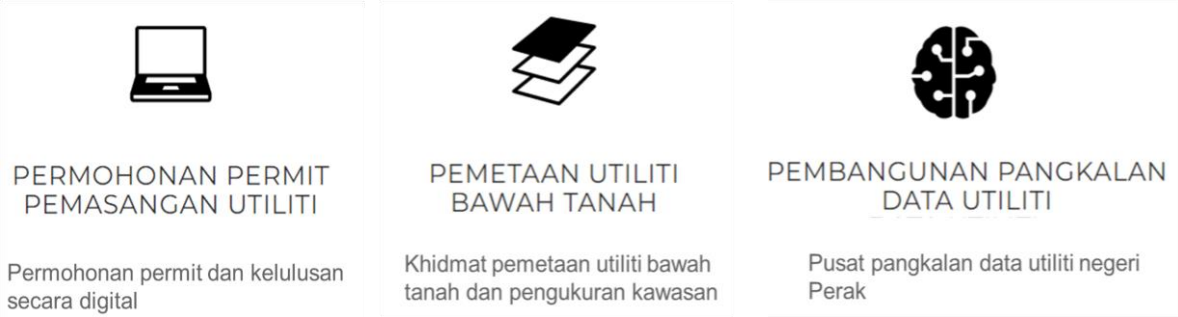 PERMOHONAN PERMIT
PEMASANGAN UTILITI
Permohonan permit dan kelulusan
secara digital
PEMETAAN UTILITI
BAWAH TANAH
Khidmat pemetaan utiliti bawah
tanah dan pengukuran kawasan
PEMBANGUNAN PANGKALAN
DATA UTILITI
Pusat pangkalan data utiliti negeri
Perak